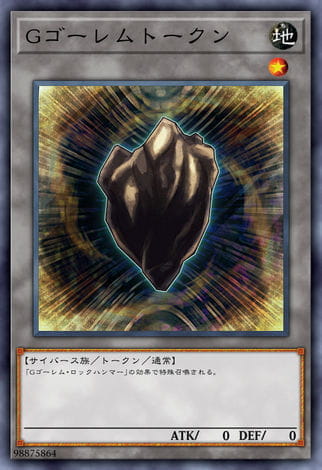 Gゴーレムトークン
地
【サイバース族/トークン/通常】
「Gゴーレム・ロックハンマー」の効果で特殊召喚される。
ATK/ 0 DEF/ 0
98875864